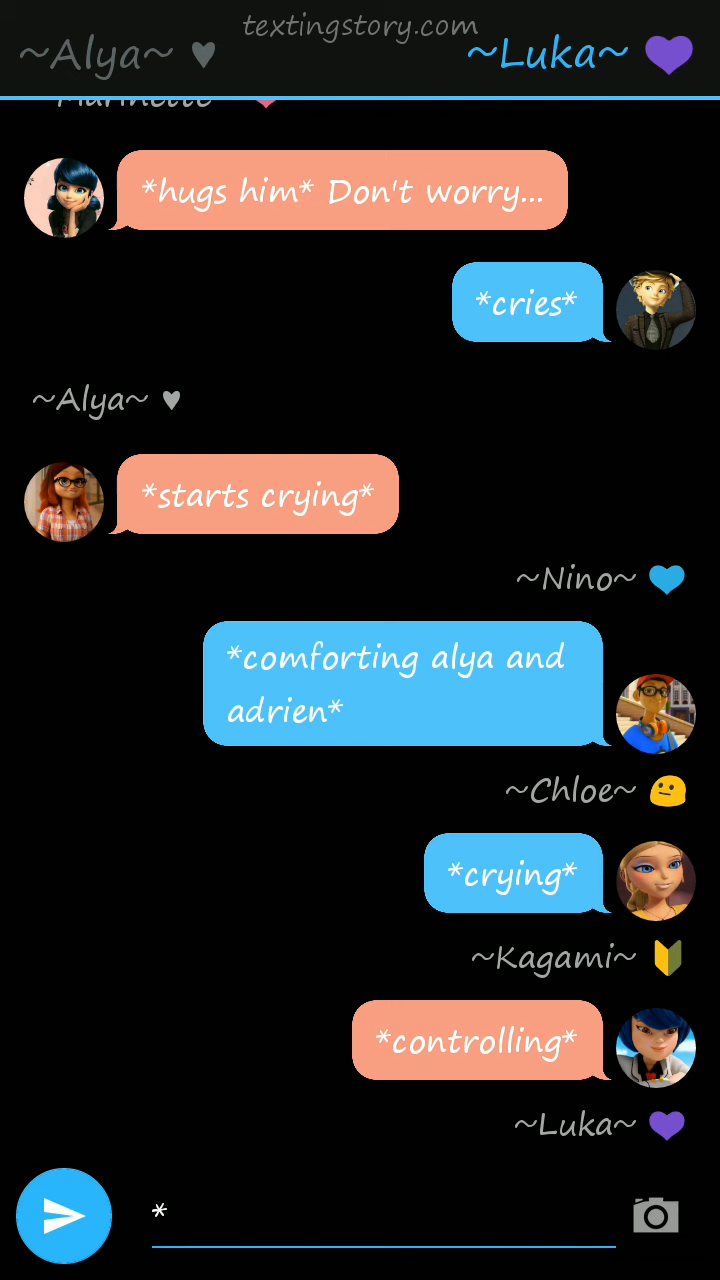 textingstory.com
~Alya~ ♥
~Luka~ 💜
Marinette
*hugs him* Don't worry...
*cries*
~Alya~ ♥
*starts crying*
~Nino~ 💙
*comforting alya and
adrien*
~Chloe~ 😐
*crying*
~Kagami~ 🔰
*controlling*
~Luka~ 💜
*